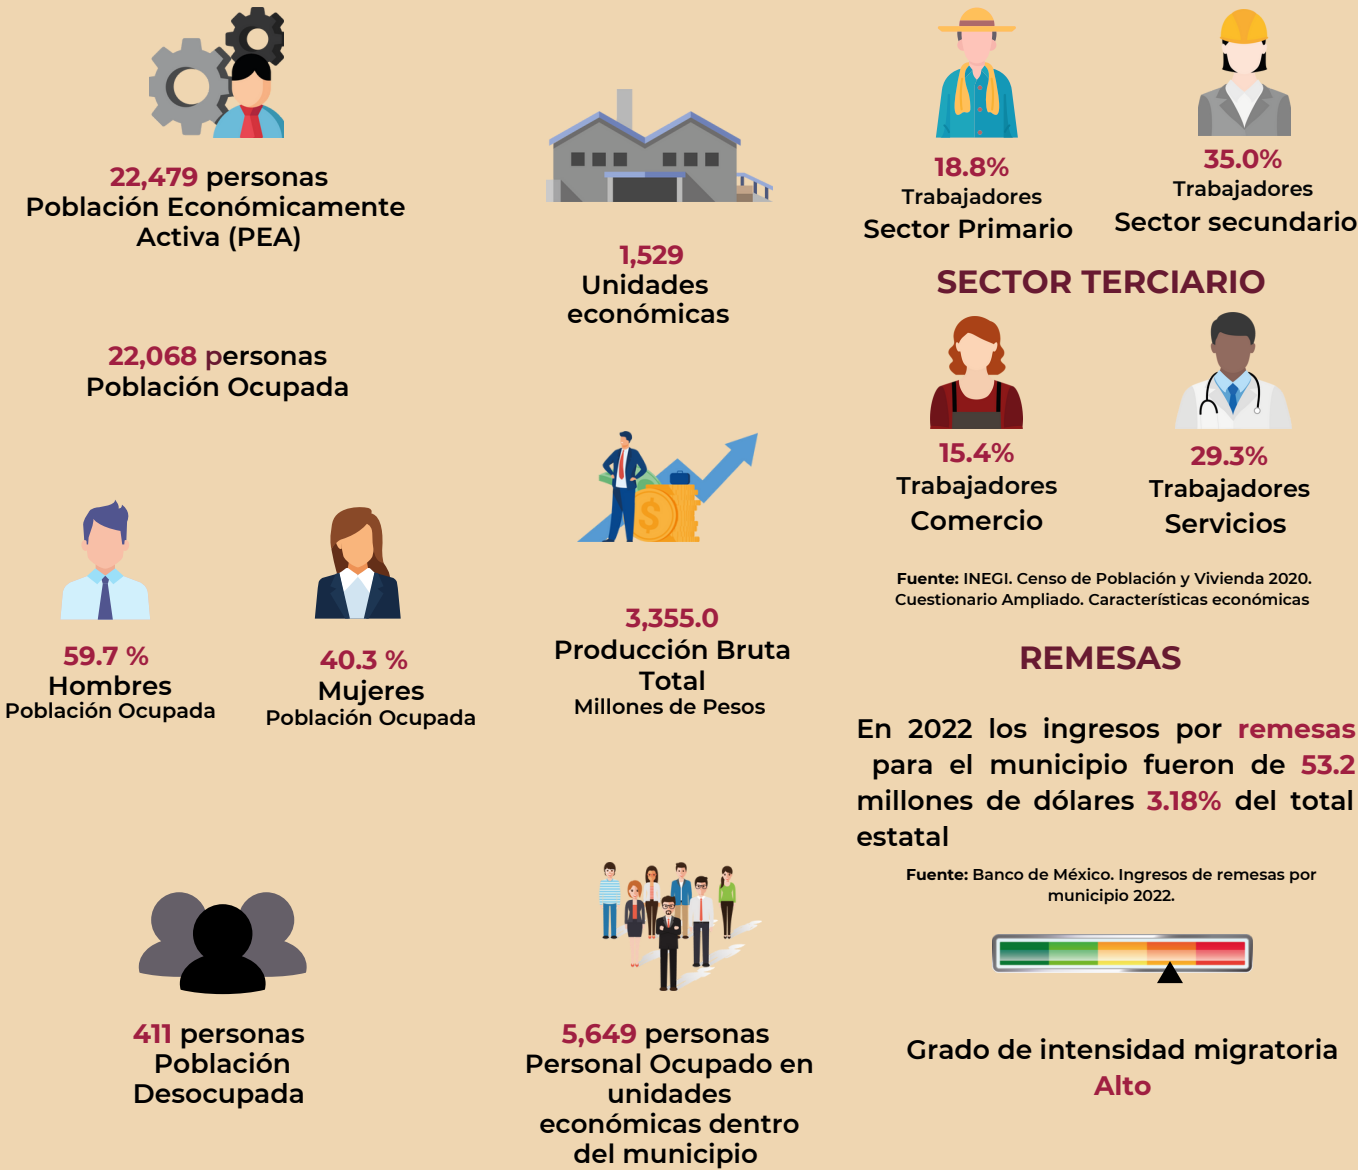 22,479 personas
Población Económicamente
Activa (PEA)
22,068 personas
Población Ocupada
59.7 %
Hombres
Población Ocupada
40.3 %
Mujeres
Población Ocupada
411 personas
Población
Desocupada
1,529
Unidades
económicas
3,355.0
Producción Bruta
Total
Millones de Pesos
5,649 personas
Personal Ocupado en
unidades
económicas dentro
del municipio
18.8%
Trabajadores
Sector Primario
35.0%
Trabajadores
Sector secundario
SECTOR TERCIARIO
15.4%
Trabajadores
Comercio
29.3%
Trabajadores
Servicios
Fuente: INEGI. Censo de Población y Vivienda 2020.
Cuestionario Ampliado. Características económicas
REMESAS
En 2022 los ingresos por remesas
para el municipio fueron de 53.2
millones de dólares 3.18% del total
estatal
Fuente: Banco de México. Ingresos de remesas por
municipio 2022.
Grado de intensidad migratoria
Alto